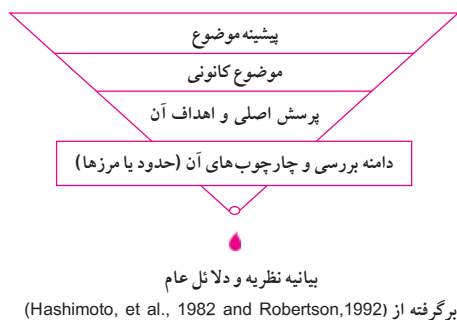 پیشینه موضوع
موضوع کانونی
پرسش اصلی و اهداف آن
دامنه بررسی و چارچوب‌های آن (حدود یا مرزها)
بیانیه نظریه و دلائل عام
برگرفته از (Hashimoto, et al., 1982 and Robertson,1992)